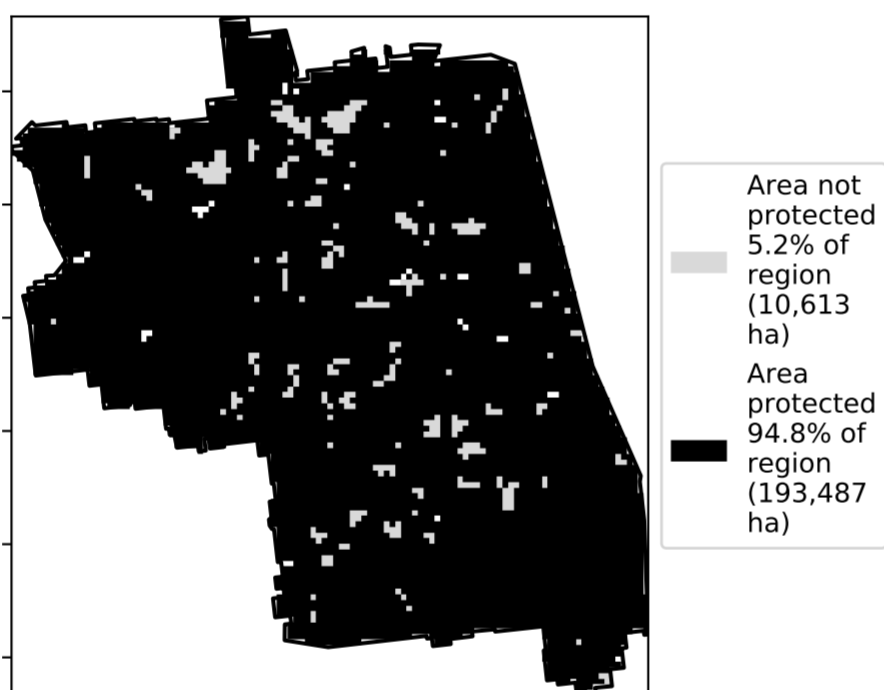 Area not
protected
5.2% of
region
(10,613
ha)
Area
protected
94.8% of
region
(193,487
ha)